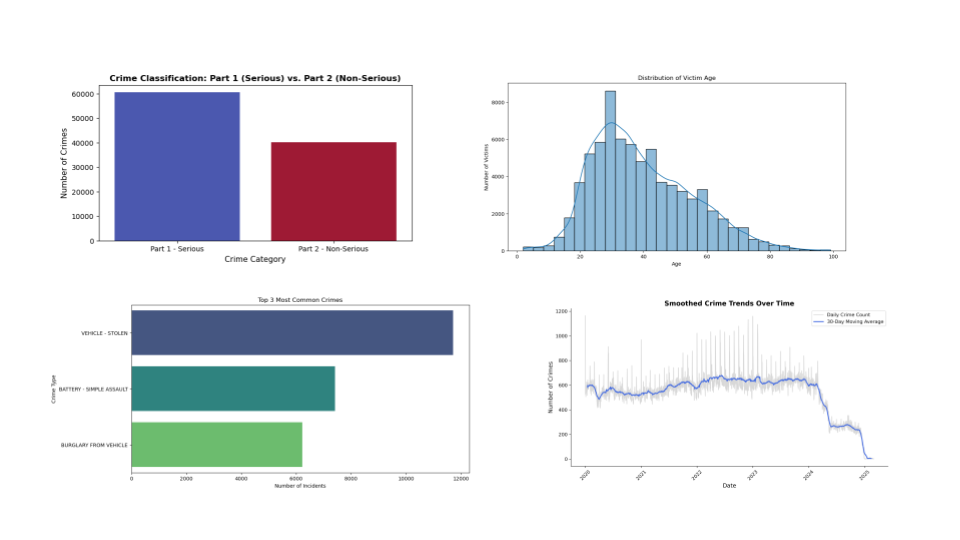 Crime Classification: Part 1 (Serious) vs. Part 2 (Non-Serious)
60000
50000
40000
30000
20000
10000
0
Number of Crimes
Part 1 - Serious
Part 2 - Non-Serious
Crime Category
Distribution of Victim Age
8000
6000
4000
2000
0
Number of Victims
0 20 40 60 80 100
Age
Top 3 Most Common Crimes
VEHICLE - STOLEN
BATTERY - SIMPLE ASSAULT
BURGLARY FROM VEHICLE
Crime Type
0 2000 4000 6000 8000 10000 12000
Number of Incidents
Smoothed Crime Trends Over Time
Daily Crime Count
30-Day Moving Average
1200
1000
800
600
400
200
0
Number of Crimes
2020 2021 2022 2023 2024 2025
Date